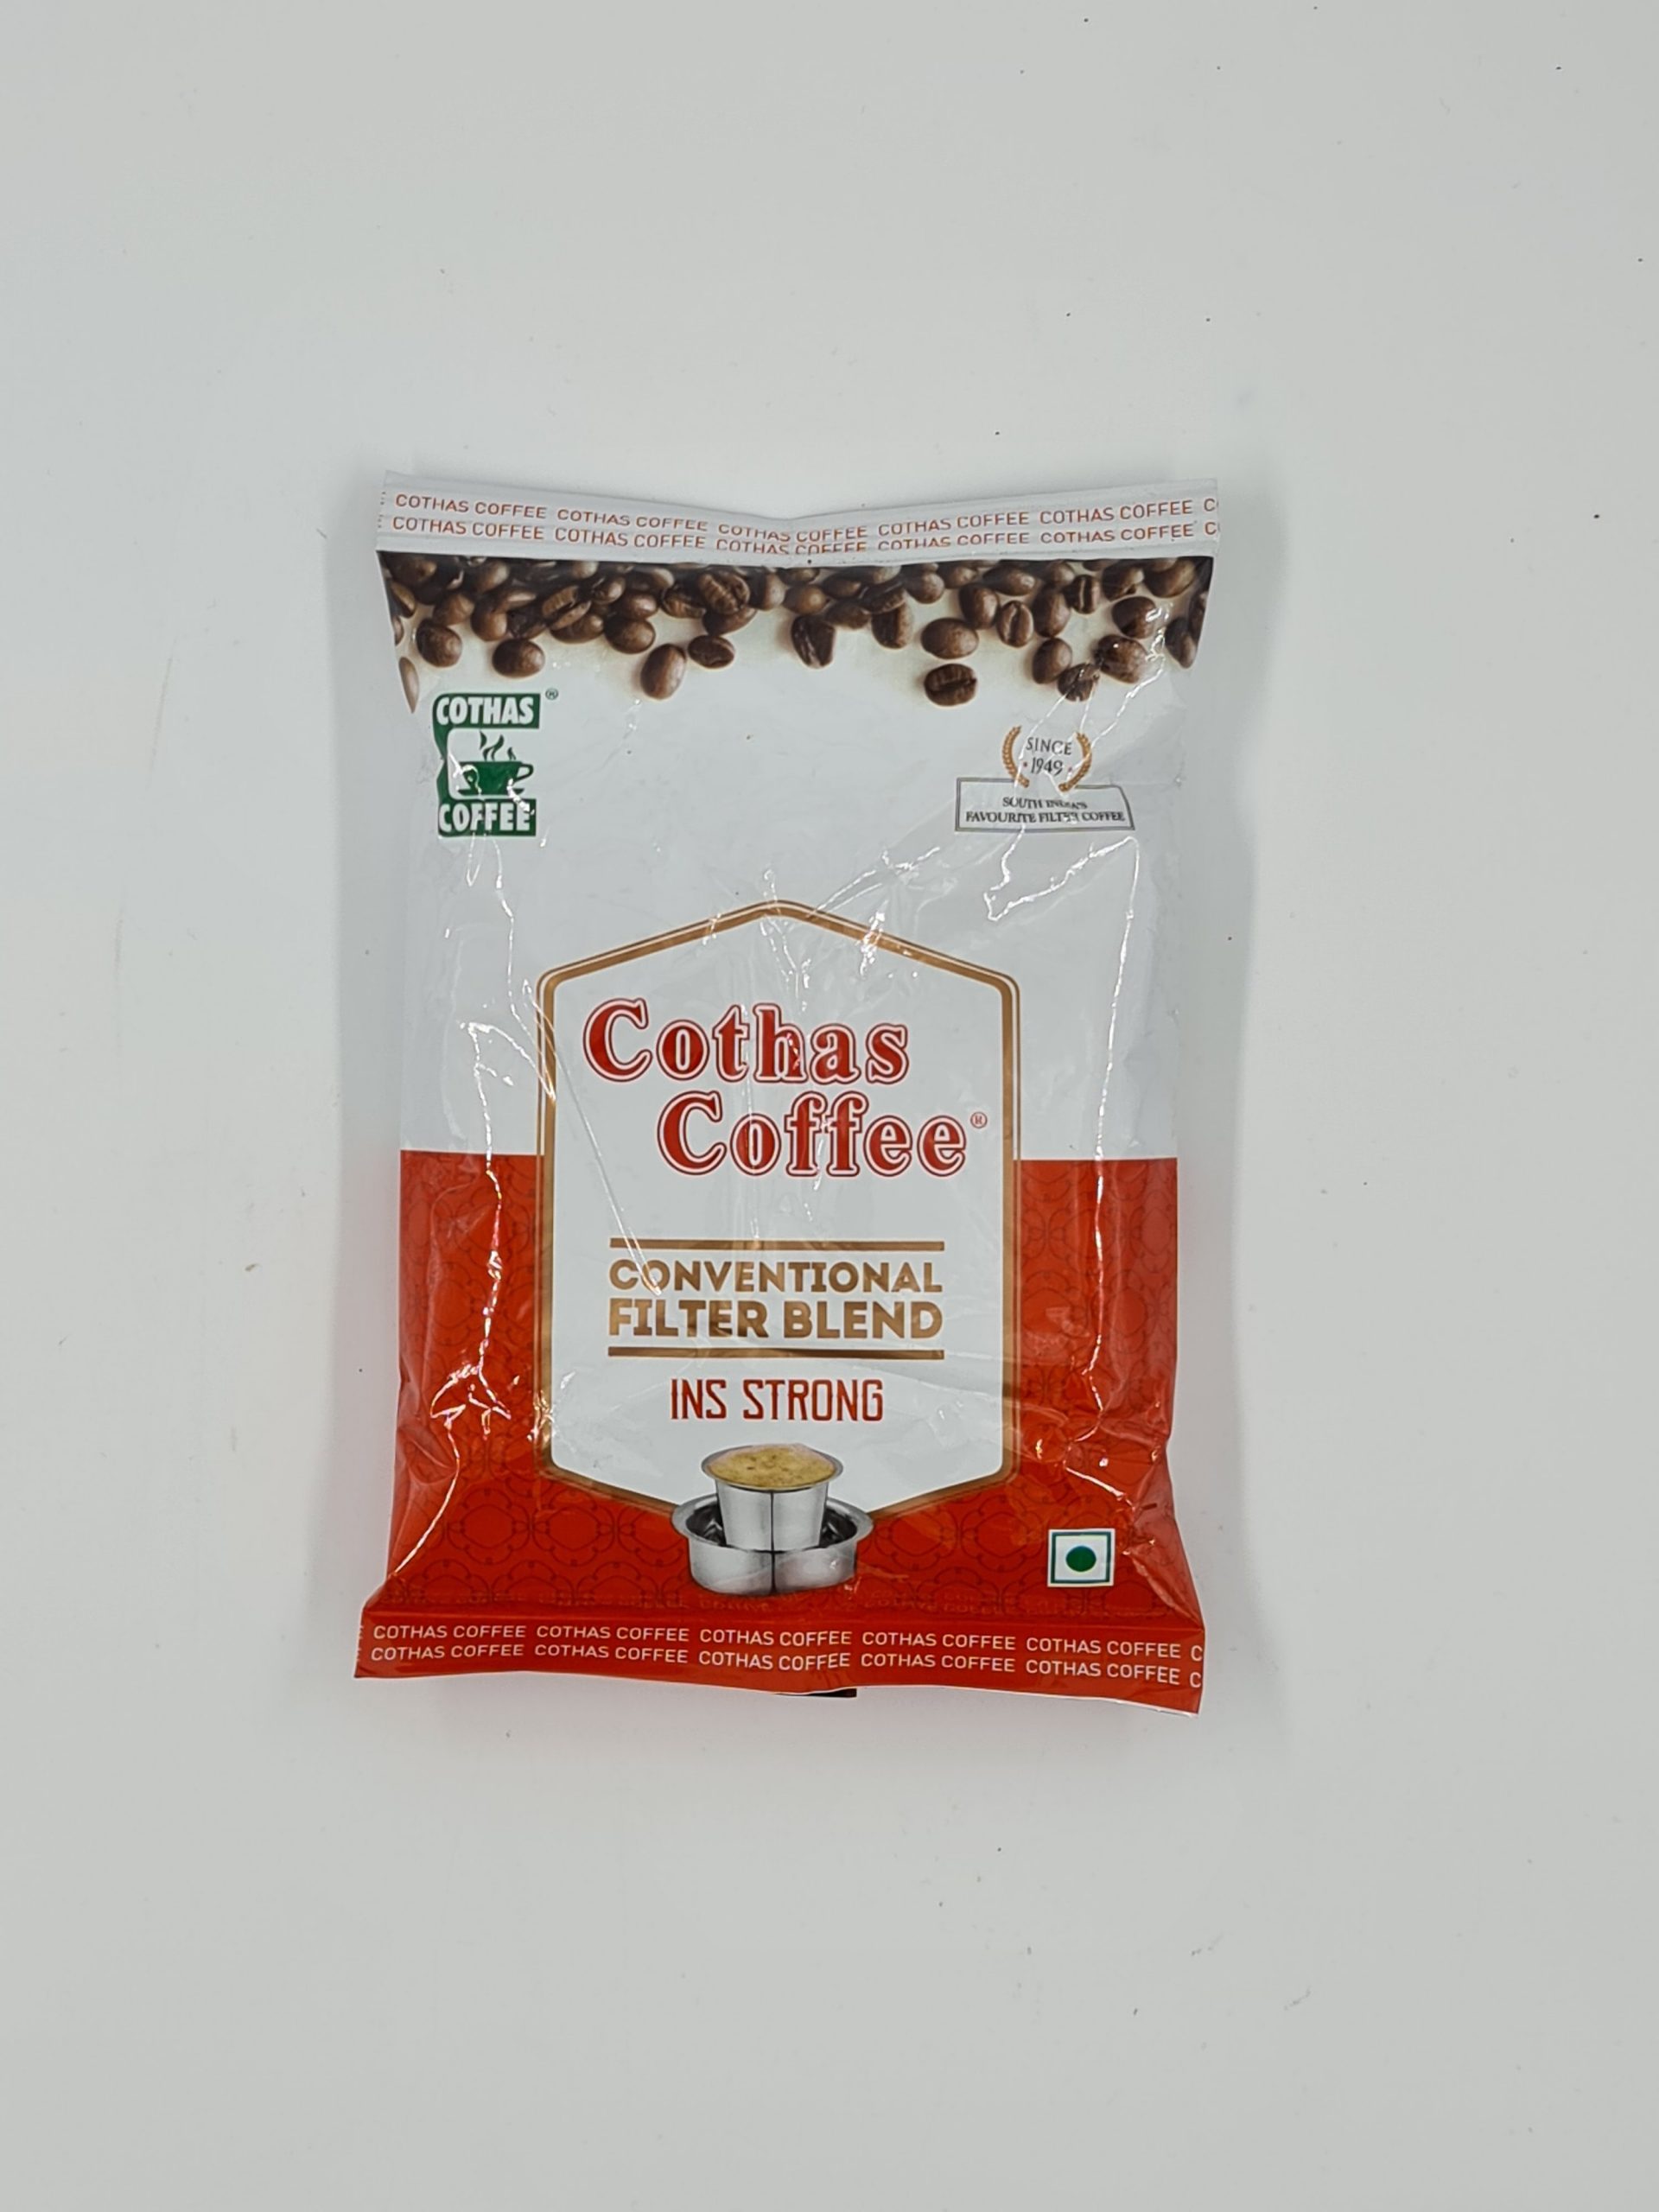 COTHAS COFFEE COTHAS COFFEE COTHAS COFFEE COTHAS COFFEE COTHAS COFFEE C
COTHAS COFFEE COTHAS COFFEE COTHAS COFFEE COTHAS COFFEE COTHAS COFFEE C
COTHAS ®
COFFEE
SINCE
1949
SOUTH INDIA'S
FAVOURITE FILTER COFFEE
Cothas
Coffee®
CONVENTIONAL
FILTER BLEND
INS STRONG
COTHAS COFFEE COTHAS COFFEE COTHAS COFFEE COTHAS COFFEE COTHAS COFFEE C
COTHAS COFFEE COTHAS COFFEE COTHAS COFFEE COTHAS COFFEE COTHAS COFFEE C